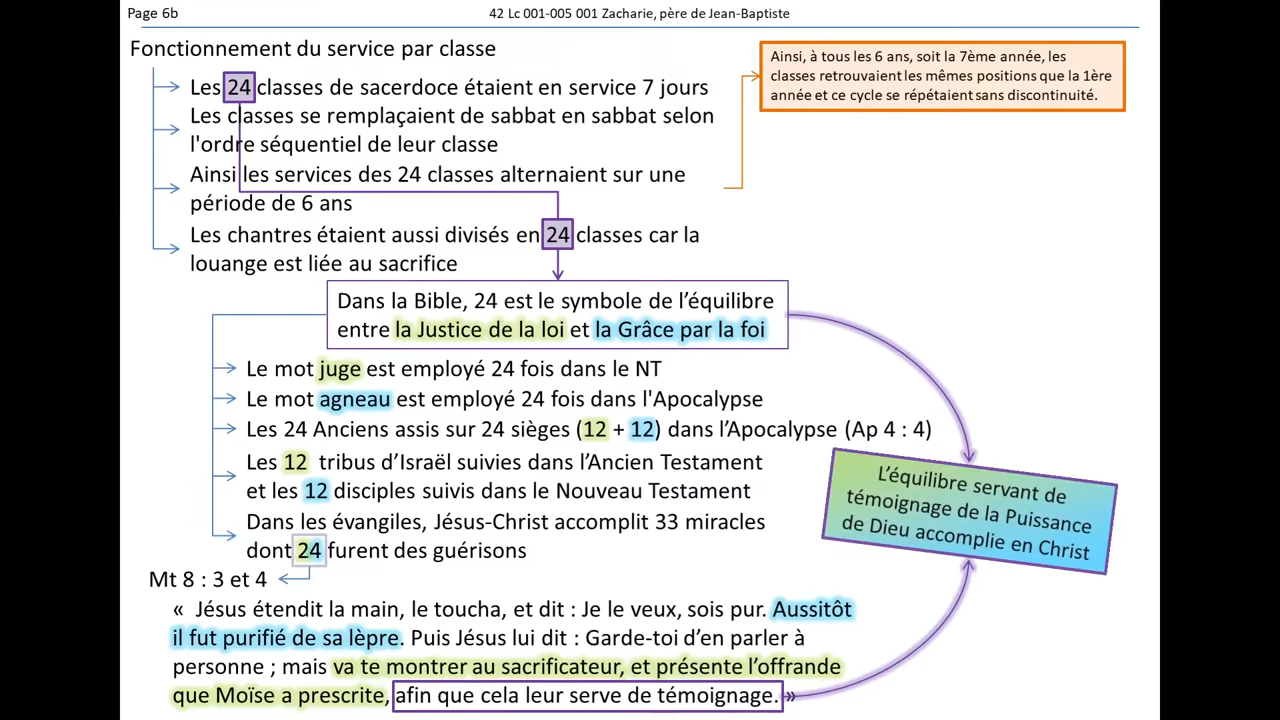 Page 6b
42 Lc 001-005 001 Zacharie, père de Jean-Baptiste
Fonctionnement du service par classe
Les 24 classes de sacerdoce étaient en service 7 jours
Les classes se remplaçaient de sabbat en sabbat selon
l'ordre séquentiel de leur classe
Ainsi les services des 24 classes alternaient sur une
période de 6 ans
Les chantres étaient aussi divisés en 24 classes car la
louange est liée au sacrifice
Ainsi, à tous les 6 ans, soit la 7ème année, les
classes retrouvaient les mêmes positions que la 1ère
année et ce cycle se répétaient sans discontinuité.
Dans la Bible, 24 est le symbole de l’équilibre
entre la Justice de la loi et la Grâce par la foi
Le mot juge est employé 24 fois dans le NT
Le mot agneau est employé 24 fois dans l'Apocalypse
Les 24 Anciens assis sur 24 sièges (12 + 12) dans l’Apocalypse (Ap 4 : 4)
Les 12 tribus d’Israël suivies dans l’Ancien Testament
et les 12 disciples suivis dans le Nouveau Testament
Dans les évangiles, Jésus-Christ accomplit 33 miracles
dont 24 furent des guérisons
L’équilibre servant de
témoignage de la Puissance
de Dieu accomplie en Christ
Mt 8 : 3 et 4
« Jésus étendit la main, le toucha, et dit : Je le veux, sois pur. Aussitôt
il fut purifié de sa lèpre. Puis Jésus lui dit : Garde-toi d’en parler à
personne ; mais va te montrer au sacrificateur, et présente l’offrande
que Moïse a prescrite, afin que cela leur serve de témoignage. »